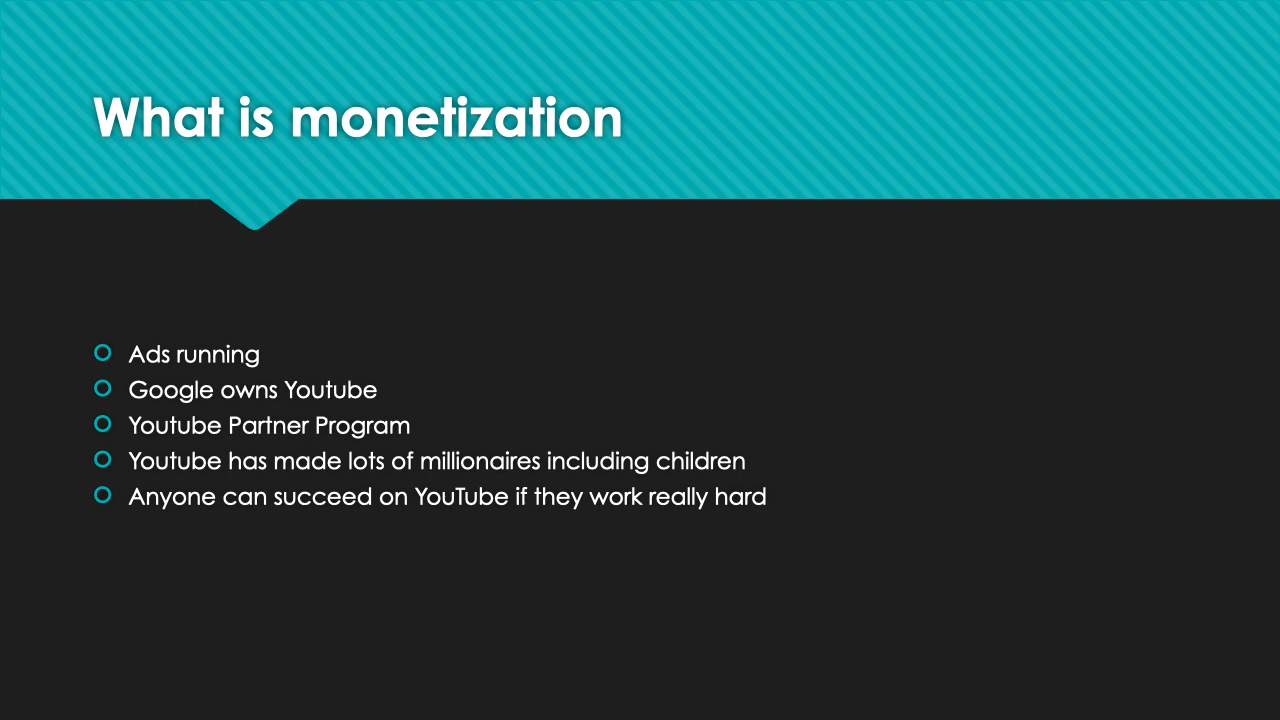 What is monetization
Ads running
Google owns Youtube
Youtube Partner Program
Youtube has made lots of millionaires including children
Anyone can succeed on YouTube if they work really hard